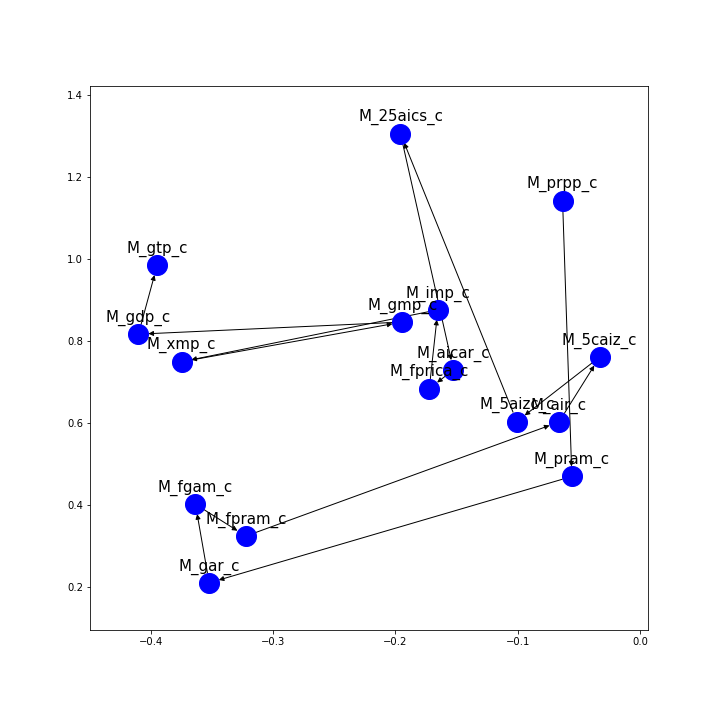 1.4
M_25aics_c
1.2
M_prpp_c
M_gtp_c
1.0
M_imp_c
M_gmp_c
M_gdp_c
0.8
M_xmp_c
M_5caiz_c
M_aicar_c
M_fprica_c
M_5aizc_c
M_air_c
0.6
M_pram_c
M_fgam_c
0.4
M_fpram_c
M_gar_c
0.2
−0.4
−0.3
−0.2
−0.1
0.0